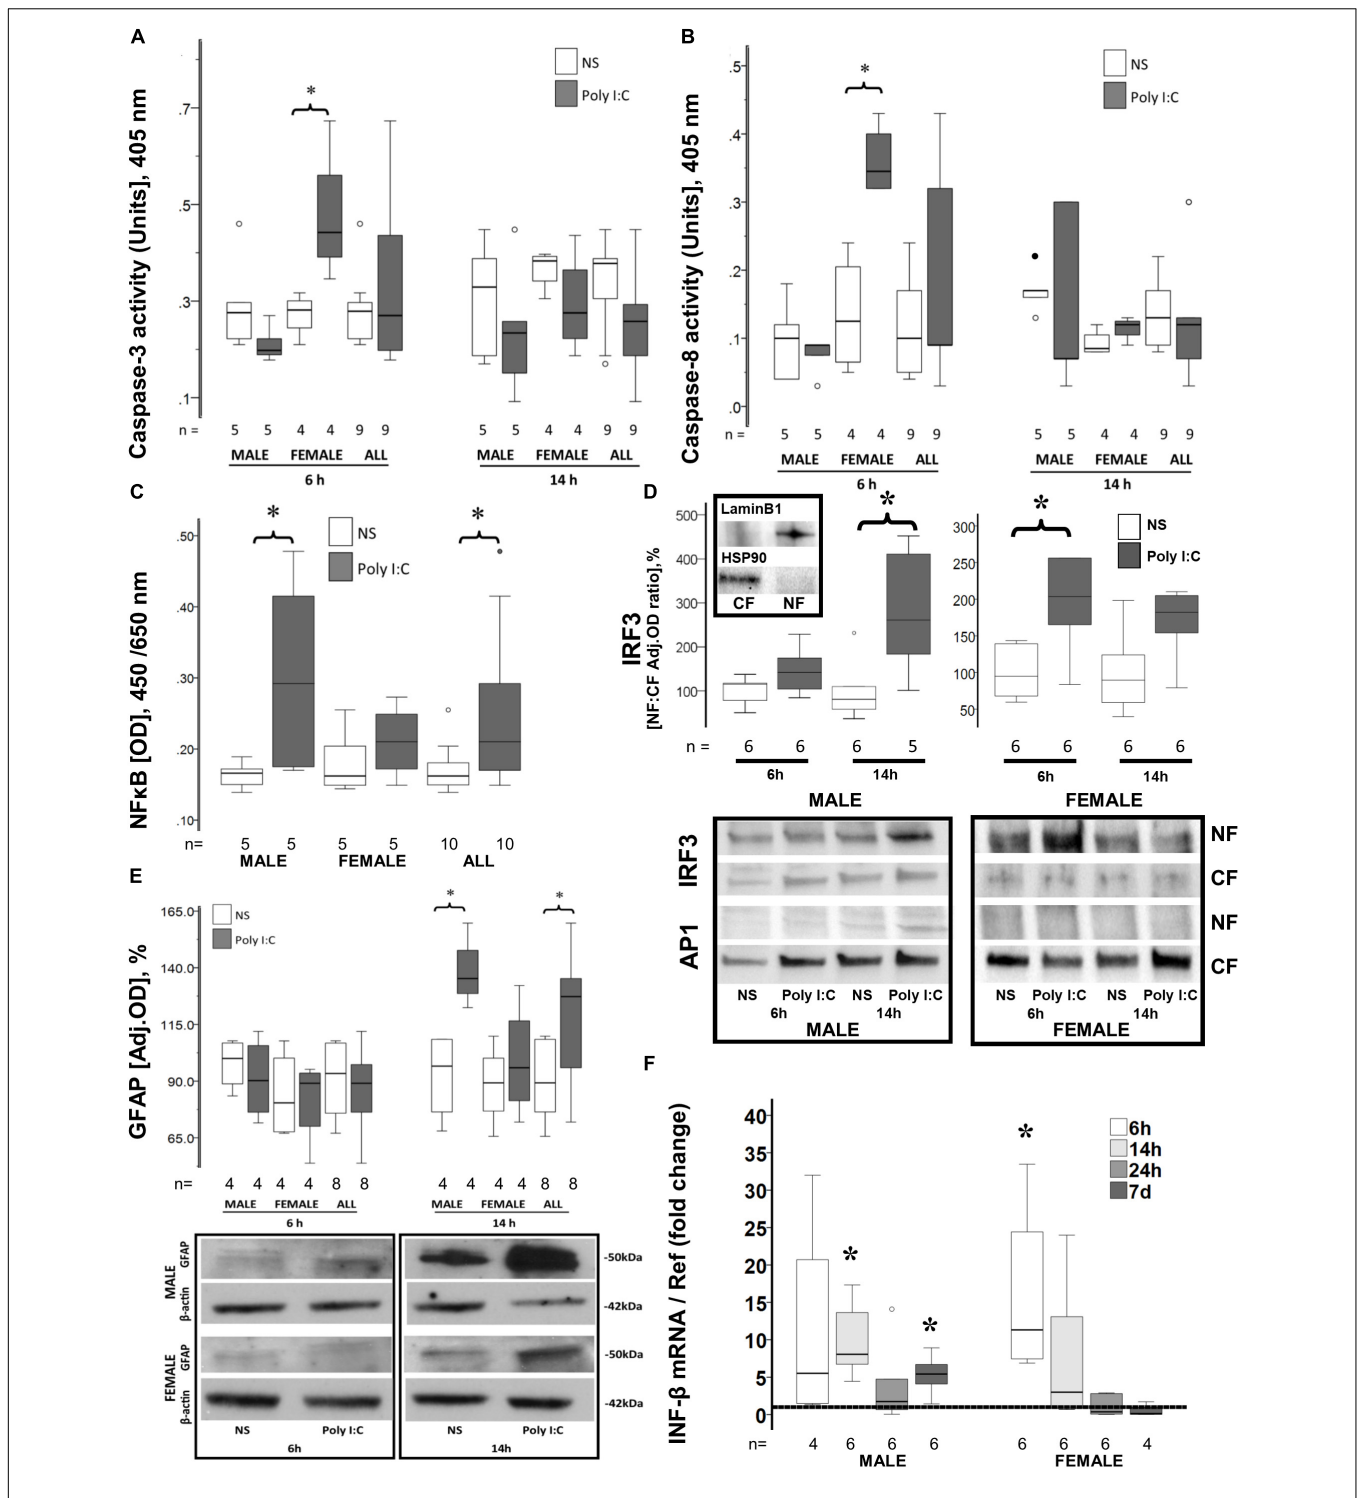 A
Caspase-3 activity (Units], 405 nm
.7
.5
.3
.1
NS
Poly I:C
*
n = 5 5 4 4 9 9 5 5 4 4 9 9
MALE FEMALE ALL MALE FEMALE ALL
6 h 14 h
B
Caspase-8 activity (Units], 405 nm
.5
.4
.3
.2
.1
.0
NS
Poly I:C
*
n = 5 5 4 4 9 9 5 5 4 4 9 9
MALE FEMALE ALL MALE FEMALE ALL
6 h 14 h
C
NFκB [OD], 450 /650 nm
.50
.40
.30
.20
.10
* *
NS
Poly I:C
n= 5 5 5 5 10 10
MALE FEMALE ALL
D
IRF3
[NF:CF Adj.OD ratio],%
500
400
300
200
100
LaminB1
HSP90
CF NF
*
n = 6 6 6 5
6h 14h
MALE
300
250
200
150
100
50
*
NS
Poly I:C
6 6 6 6
6h 14h
FEMALE
IRF3
AP1
NF
CF
NF
CF
NS Poly I:C NS Poly I:C
6h 14h
MALE
NS Poly I:C NS Poly I:C
6h 14h
FEMALE
E
GFAP [Adj.OD], %
165.0
140.0
115.0
90.0
65.0
NS
Poly I:C
* *
n= 4 4 4 4 8 8 4 4 4 4 8 8
MALE FEMALE ALL MALE FEMALE ALL
6 h 14 h
MALE
GFAP
β-actin
FEMALE
GFAP
β-actin
-50kDa
-42kDa
-50kDa
-42kDa
NS Poly I:C NS Poly I:C
6h 14h
F
INF-β mRNA / Ref (fold change)
40
35
30
25
20
15
10
5
0
6h
14h
24h
7d
* * *
n= 4 6 6 6 6 6 6 4
MALE FEMALE